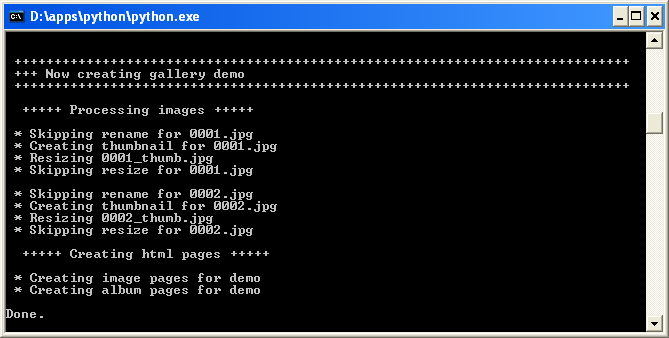 D:\apps\python\python.exe
++++++++++++++++++++++++++++++++++++++++++++++++++++++++++++++++++++++++++++++++
+++ Now creating gallery demo
++++++++++++++++++++++++++++++++++++++++++++++++++++++++++++++++++++++++++++++++
+++++ Processing images +++++
* Skipping rename for 0001.jpg
* Creating thumbnail for 0001.jpg
* Resizing 0001_thumb.jpg
* Skipping resize for 0001.jpg
* Skipping rename for 0002.jpg
* Creating thumbnail for 0002.jpg
* Resizing 0002_thumb.jpg
* Skipping resize for 0002.jpg
+++++ Creating html pages +++++
* Creating image pages for demo
* Creating album pages for demo
Done.